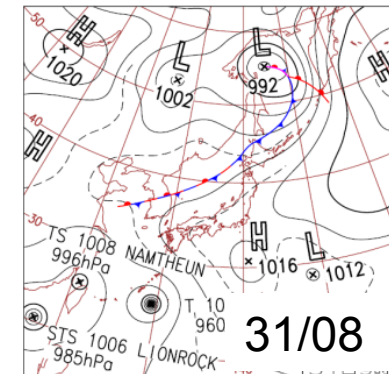 50
H
1020
L
1002
L
992
H
40
H
30
TS 1008 NAMTHEUN
996hPa
H
1016
L
1012
T 10
960
STS 1006 LIONROCK
985hPa
31/08